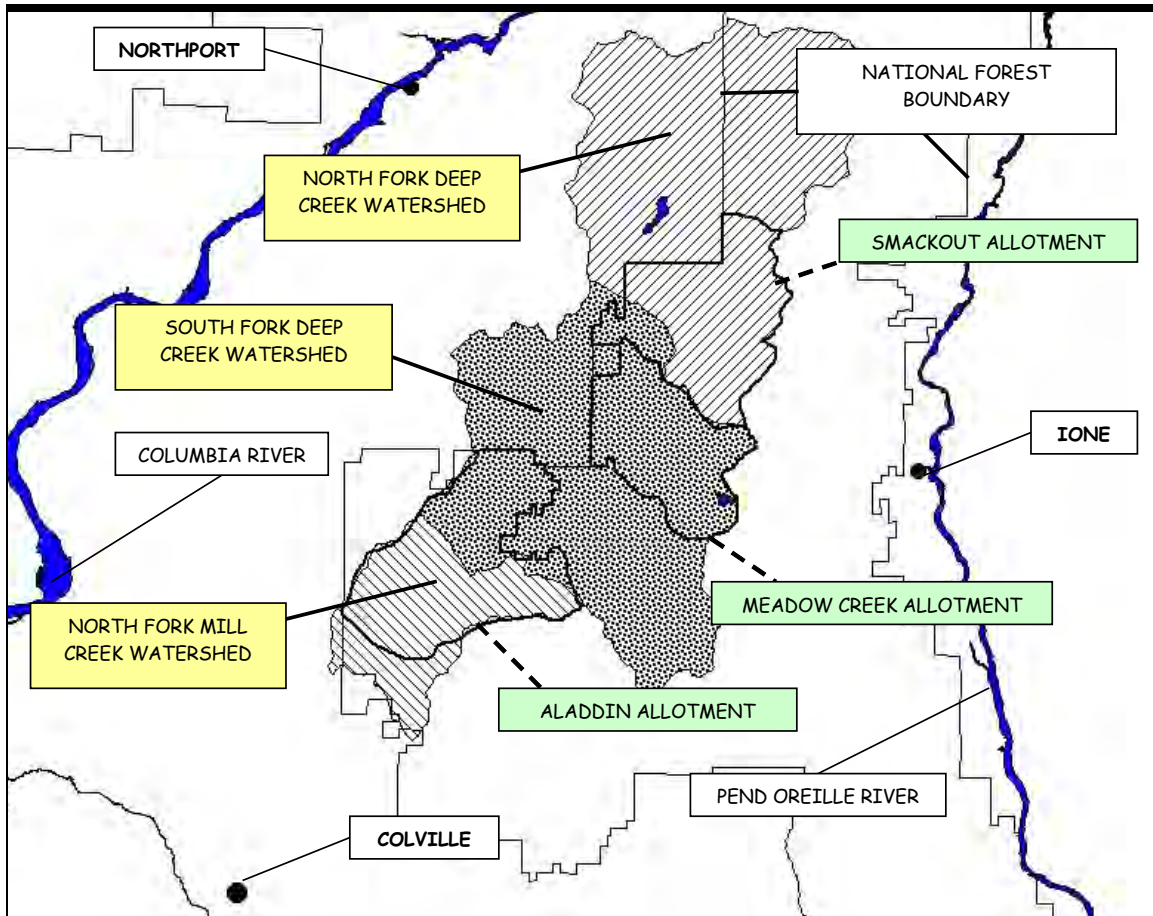 NORTHPORT
NATIONAL FOREST
BOUNDARY
NORTH FORK DEEP
CREEK WATERSHED
SMACKOUT ALLOTMENT
SOUTH FORK DEEP
CREEK WATERSHED
IONE
COLUMBIA RIVER
MEADOW CREEK ALLOTMENT
NORTH FORK MILL
CREEK WATERSHED
ALADDIN ALLOTMENT
PEND OREILLE RIVER
COLVILLE